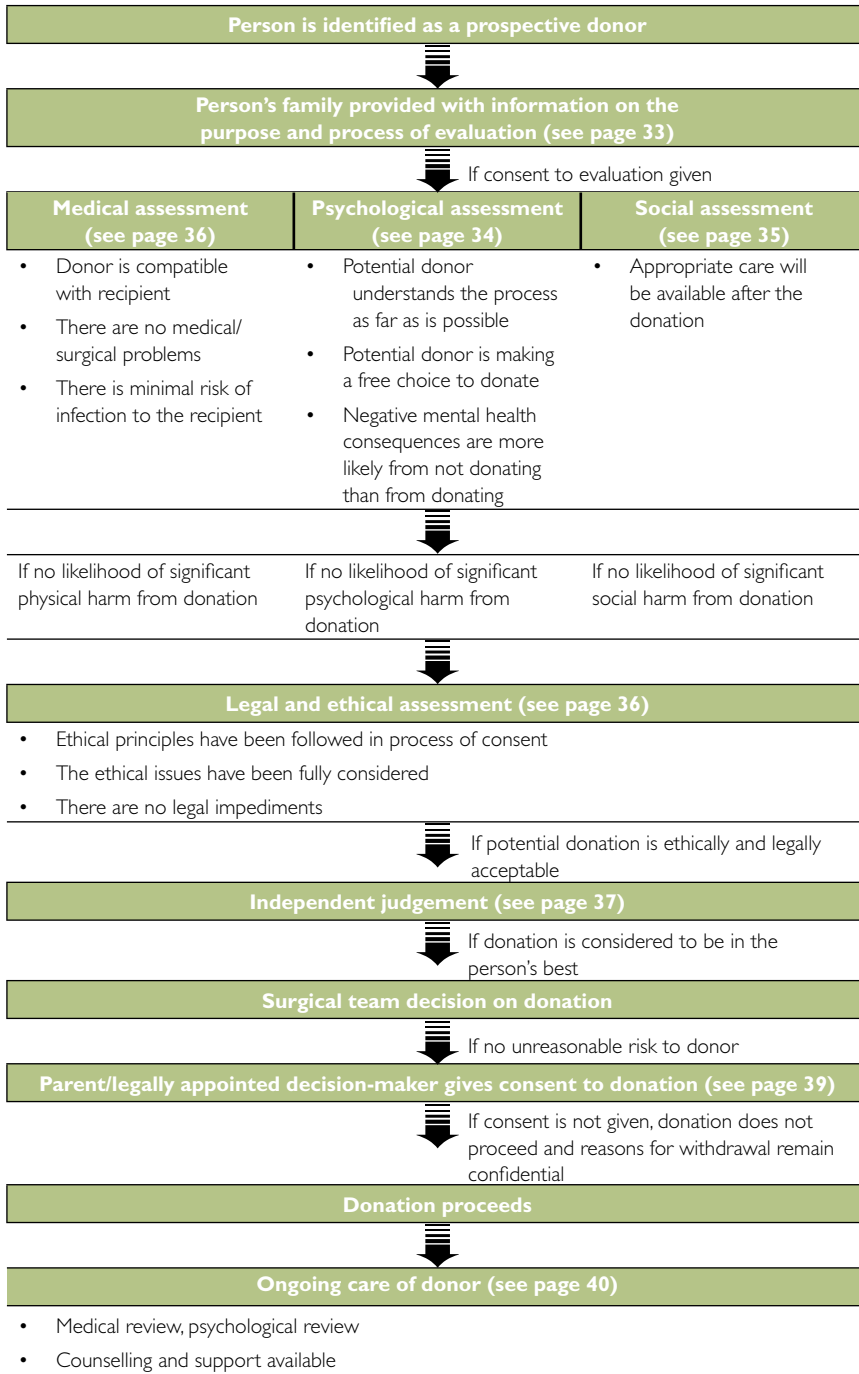 Person is identified as a prospective donor
Person's family provided with information on the
purpose and process of evaluation (see page 33)
If consent to evaluation given
Medical assessment
(see page 36)
• Donor is compatible
with recipient
• There are no medical/
surgical problems
• There is minimal risk of
infection to the recipient
Psychological assessment
(see page 34)
• Potential donor
understands the process
as far as is possible
• Potential donor is making
a free choice to donate
• Negative mental health
consequences are more
likely from not donating
than from donating
Social assessment
(see page 35)
• Appropriate care will
be available after the
donation
If no likelihood of significant
physical harm from donation
If no likelihood of significant
psychological harm from
donation
If no likelihood of significant
social harm from donation
Legal and ethical assessment (see page 36)
• Ethical principles have been followed in process of consent
• The ethical issues have been fully considered
• There are no legal impediments
If potential donation is ethically and legally
acceptable
Independent judgement (see page 37)
If donation is considered to be in the
person's best
Surgical team decision on donation
If no unreasonable risk to donor
Parent/legally appointed decision-maker gives consent to donation (see page 39)
If consent is not given, donation does not
proceed and reasons for withdrawal remain
confidential
Donation proceeds
Ongoing care of donor (see page 40)
• Medical review, psychological review
• Counselling and support available